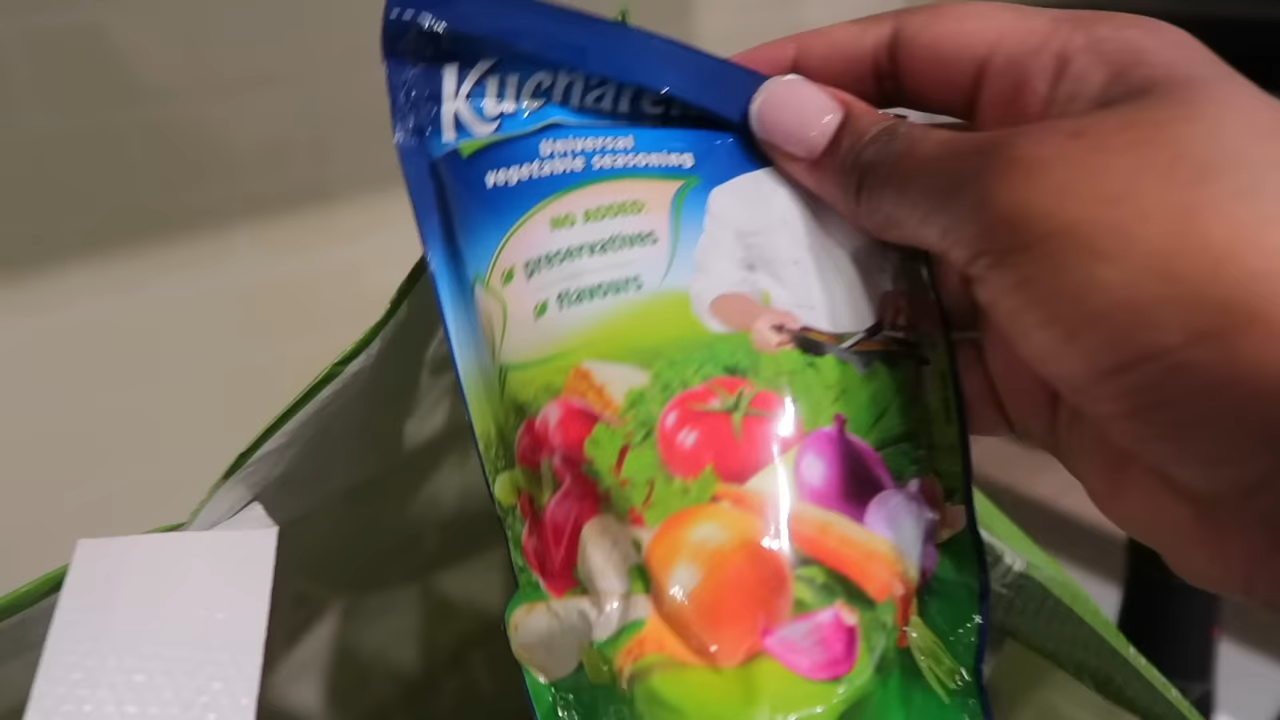 Kuchare
Universal
vegetable seasoning
NO ADDED:
preservatives
flavours